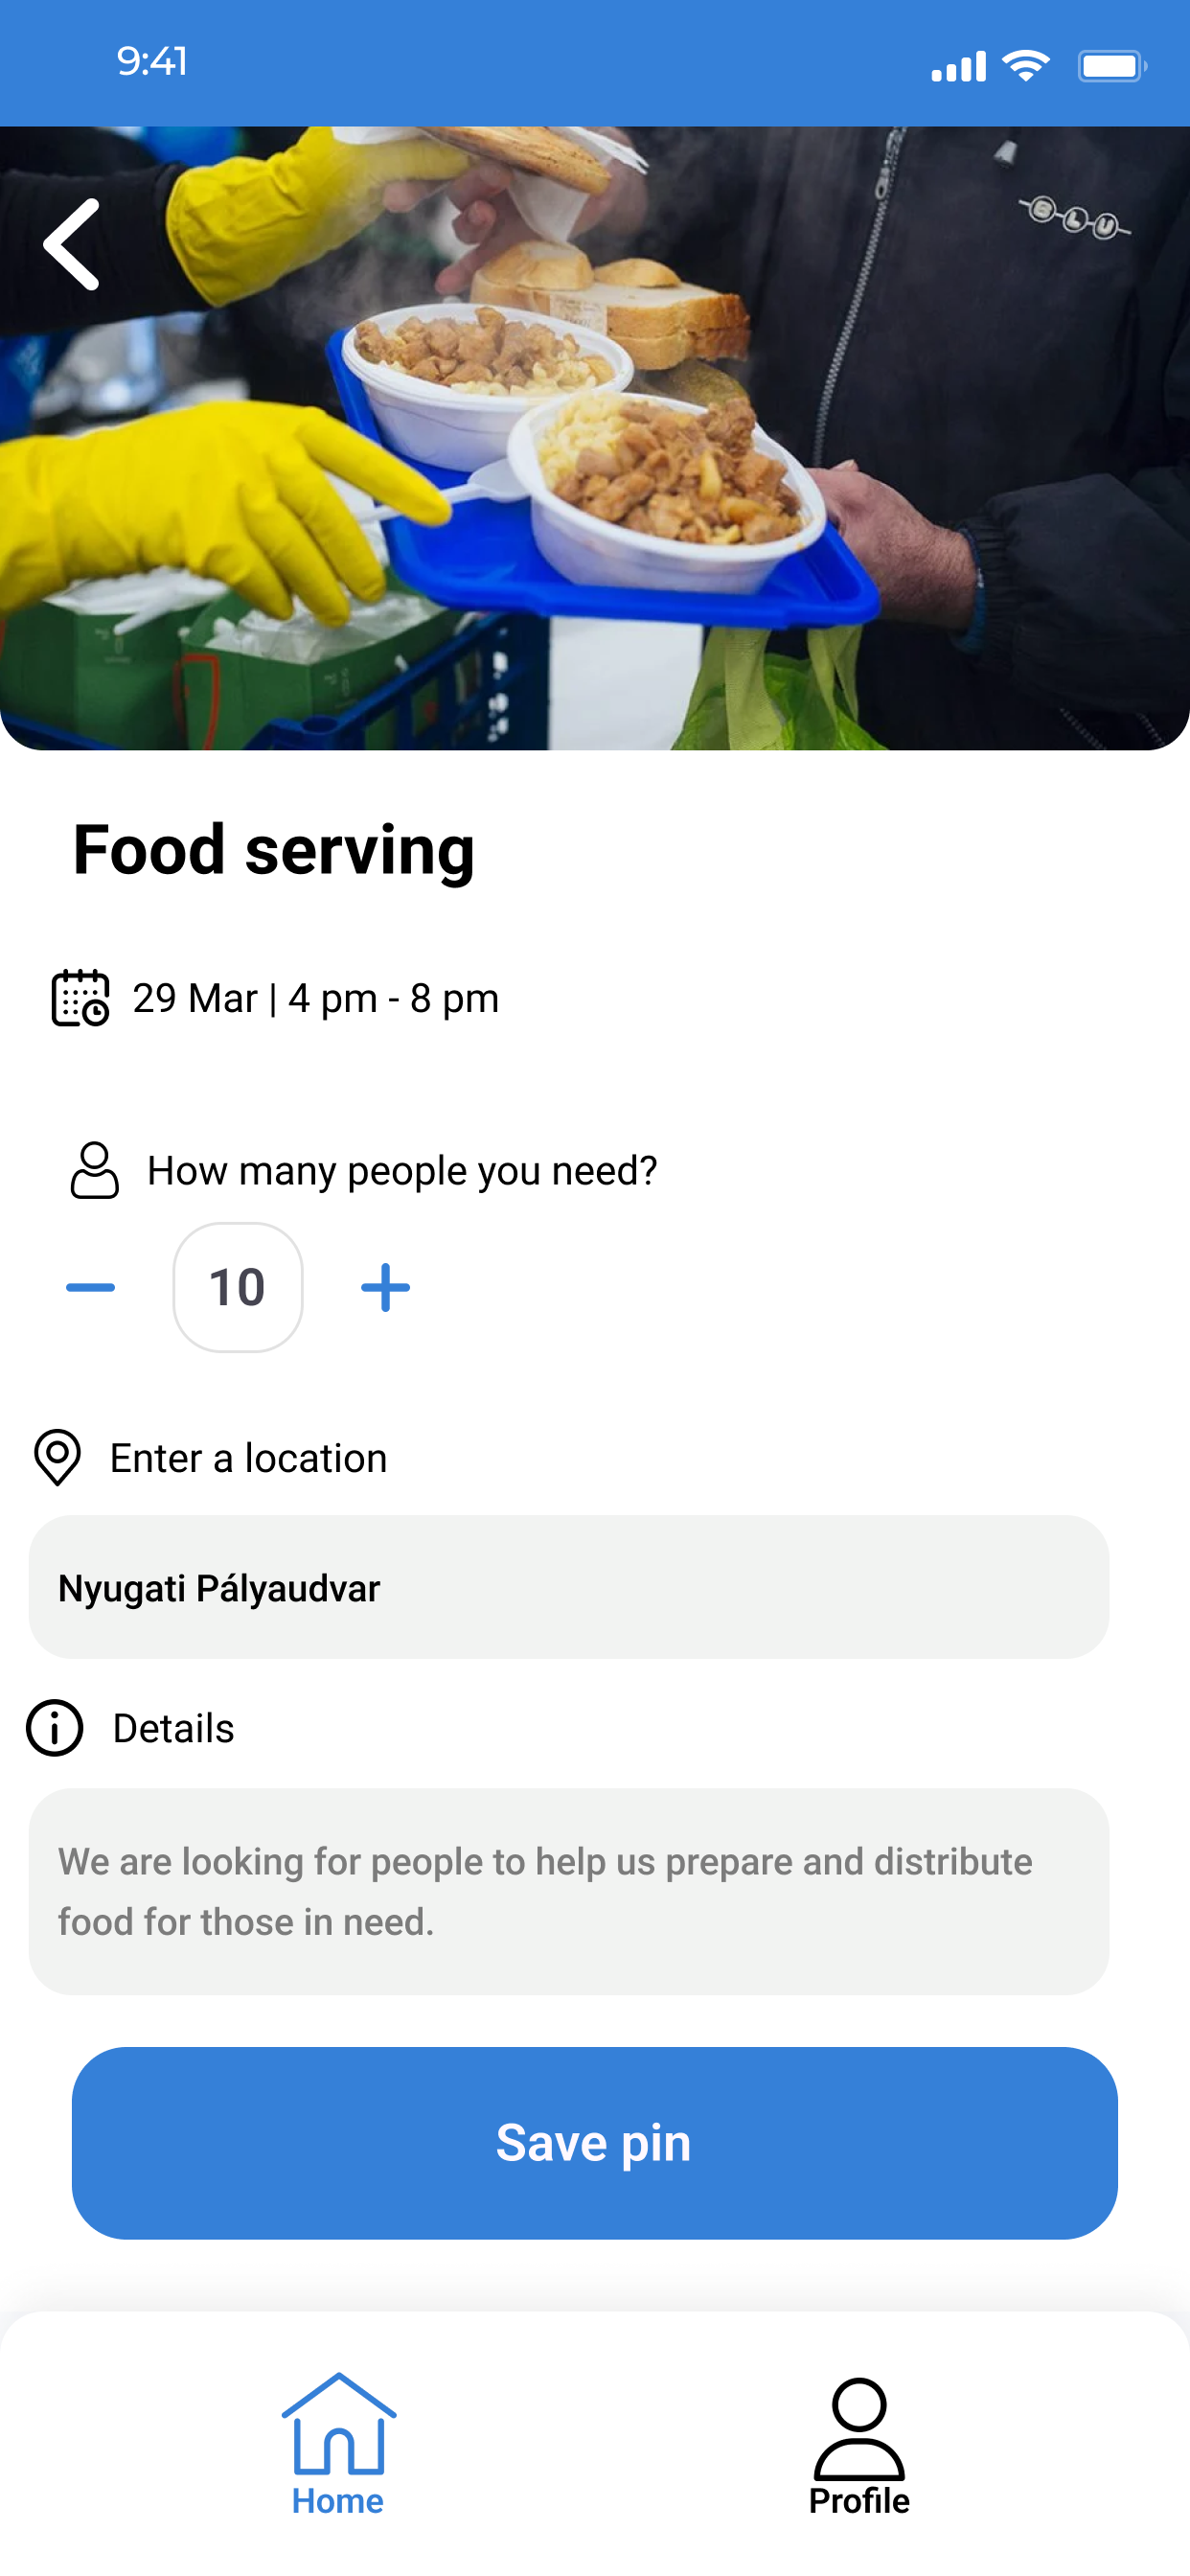 9:41
BLU
Food serving
29 Mar | 4 pm - 8 pm
How many people you need?
10
Enter a location
Nyugati Pályaudvar
Details
We are looking for people to help us prepare and distribute
food for those in need.
Save pin
Home
Profile